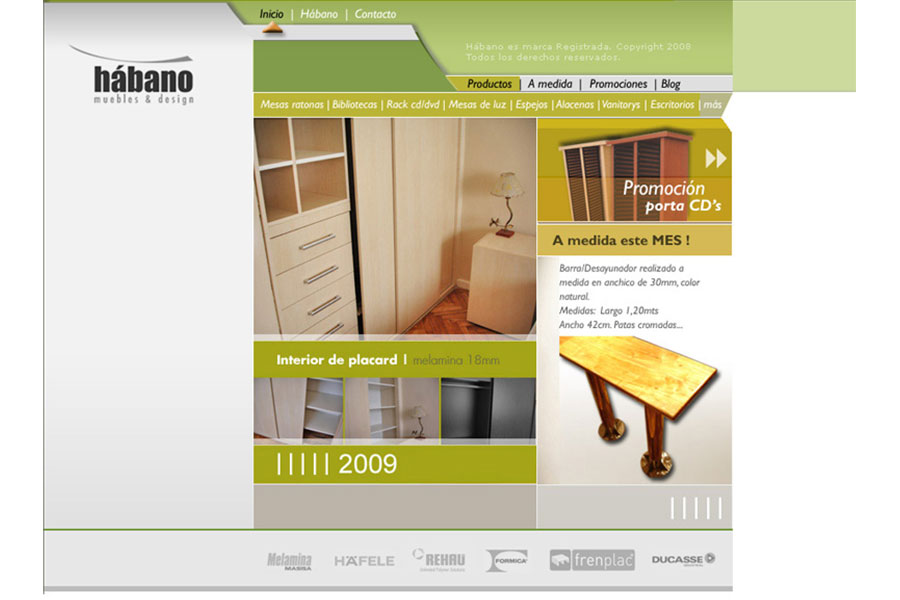 Inicio | Hábano | Contacto
hábano
muebles & design
Hábano es marca Registrada. Copyright 2009
Todos los derechos reservados.
Productos | A medida | Promociones | Blog
Mesas ratonas | Bibliotecas | Rack cd/dvd | Mesas de luz | Espejos | Alacenas | Vanitorys | Escritorios | más
Promoción
porta CD's
A medida este MES !
Barra/Desayunador realizado a
medida en anchico de 30mm, color
natural.
Medidas: Largo 1,20mts
Ancho 42cm. Patas cromadas...
Interior de placard | melamina 18mm
||||| 2009
|||||
Melamina
MASISA
HÄFELE
REHAU
FORMICA
frenplac
DUCASSE